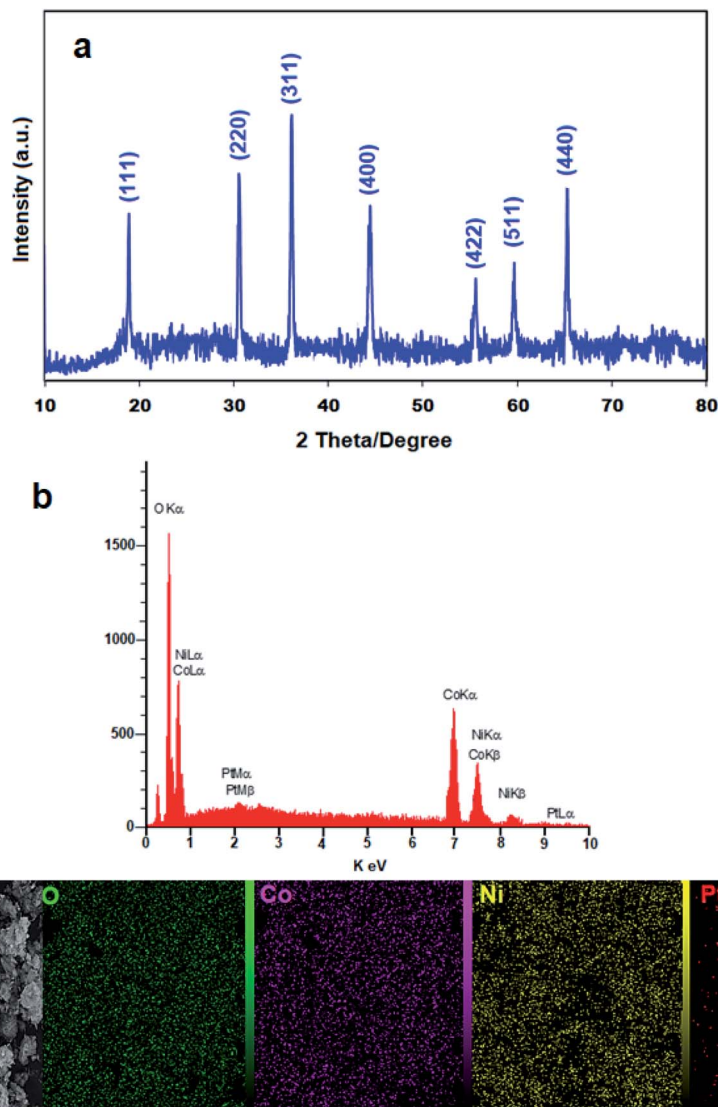 a
(111)
(220)
(311)
(400)
(422)
(511)
(440)
Intensity (a.u.)
10 20 30 40 50 60 70 80
2 Theta/Degree
b
O Kα
NiLα
CoLα
PtMα
PtMβ
CoKα
NiKα
CoKβ
NiKβ
PtLα
1500
1000
500
0
0 1 2 3 4 5 6 7 8 9 10
K eV
O Co Ni P